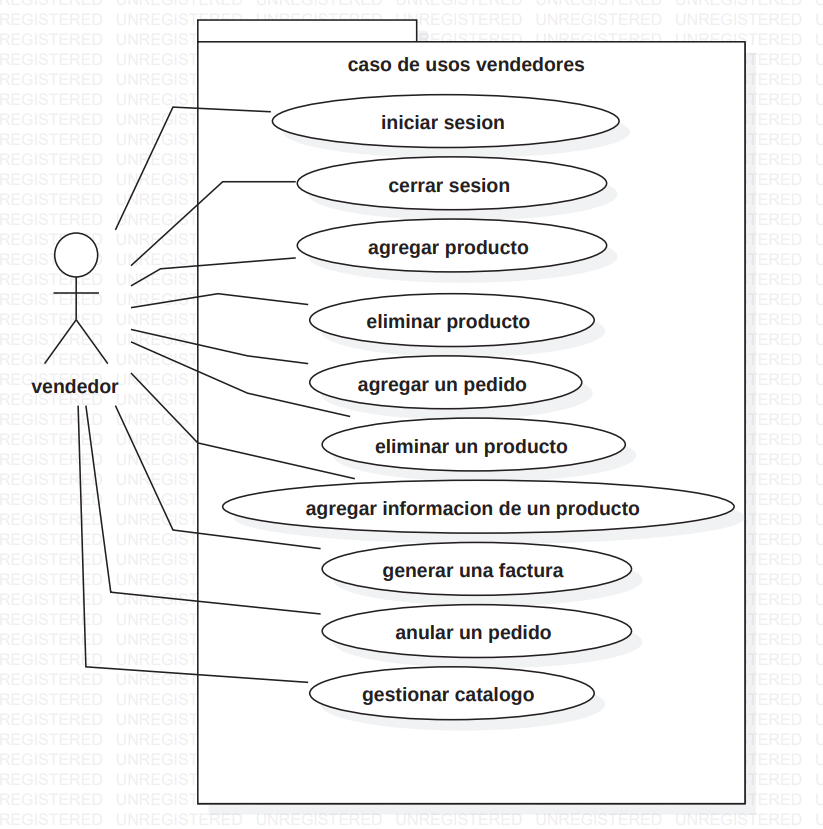 caso de usos vendedores
iniciar sesion
cerrar sesion
agregar producto
eliminar producto
agregar un pedido
vendedor
eliminar un producto
agregar informacion de un producto
generar una factura
anular un pedido
gestionar catalogo
UNREGISTERED